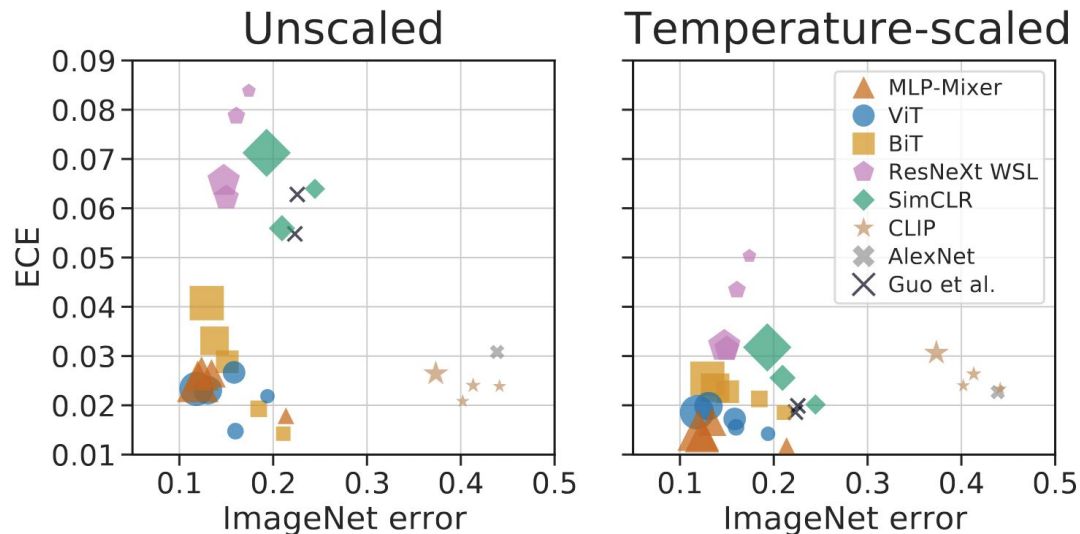 Unscaled
Temperature-scaled
0.09
0.08
0.07
0.06
0.05
0.04
0.03
0.02
0.01
ECE
0.1 0.2 0.3 0.4 0.5
ImageNet error
MLP-Mixer
ViT
BiT
ResNeXt WSL
SimCLR
CLIP
AlexNet
Guo et al.
0.1 0.2 0.3 0.4 0.5
ImageNet error